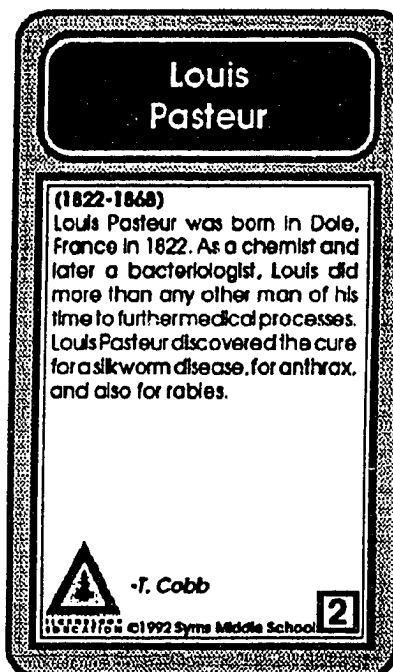 Louis
Pasteur
(1822-1868)
Louis Pasteur was born in Dole,
France in 1822. As a chemist and
later a bacteriologist, Louis did
more than any other man of his
time to further medical processes.
Louis Pasteur discovered the cure
for a silkworm disease, for anthrax,
and also for rabies.
-T. Cobb
EDUCATION ©1992 Syms Middle School
2